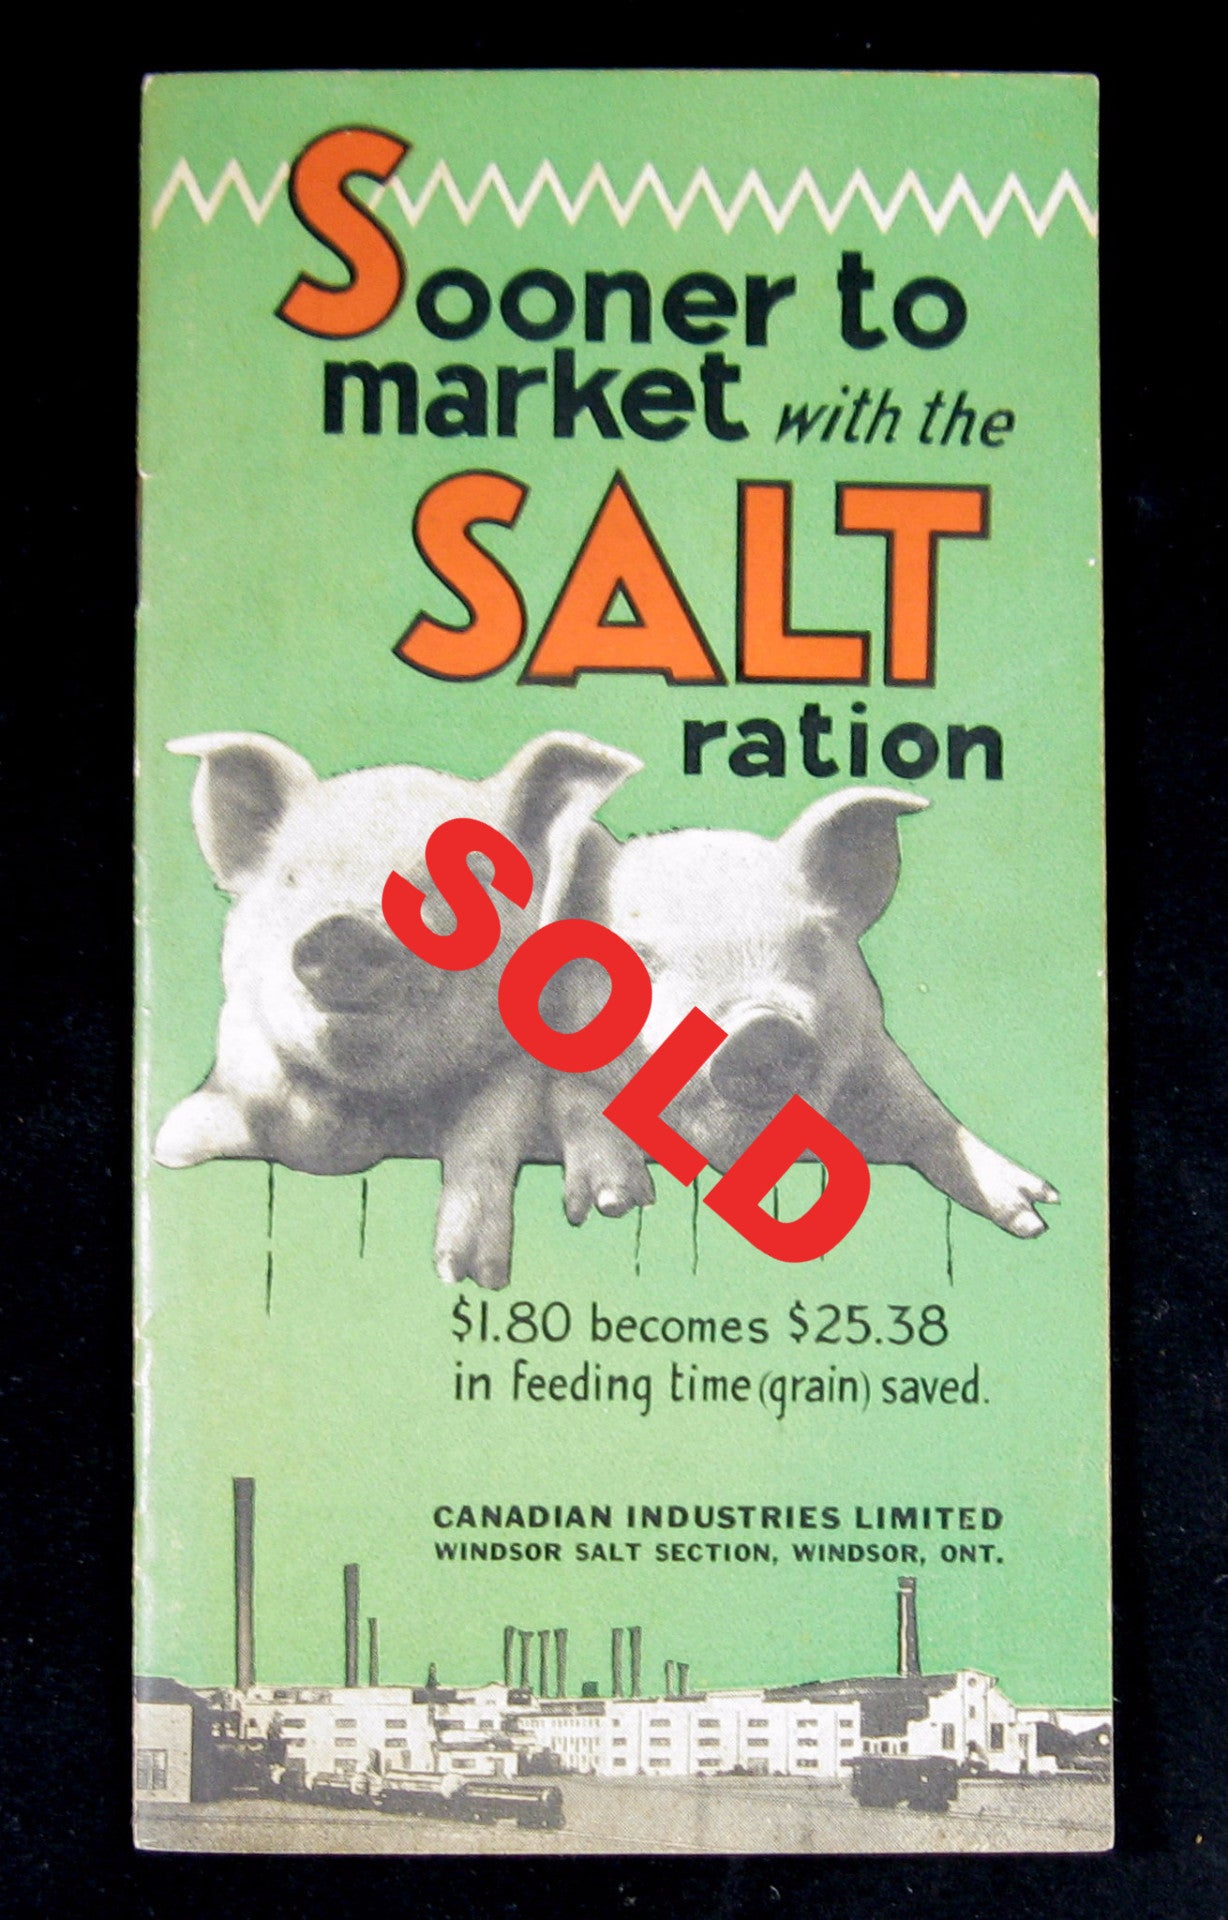 Sooner to
market with the
SALT
ration
SOLD
$1.80 becomes $25.38
in feeding time (grain) saved.
CANADIAN INDUSTRIES LIMITED
WINDSOR SALT SECTION, WINDSOR, ONT.